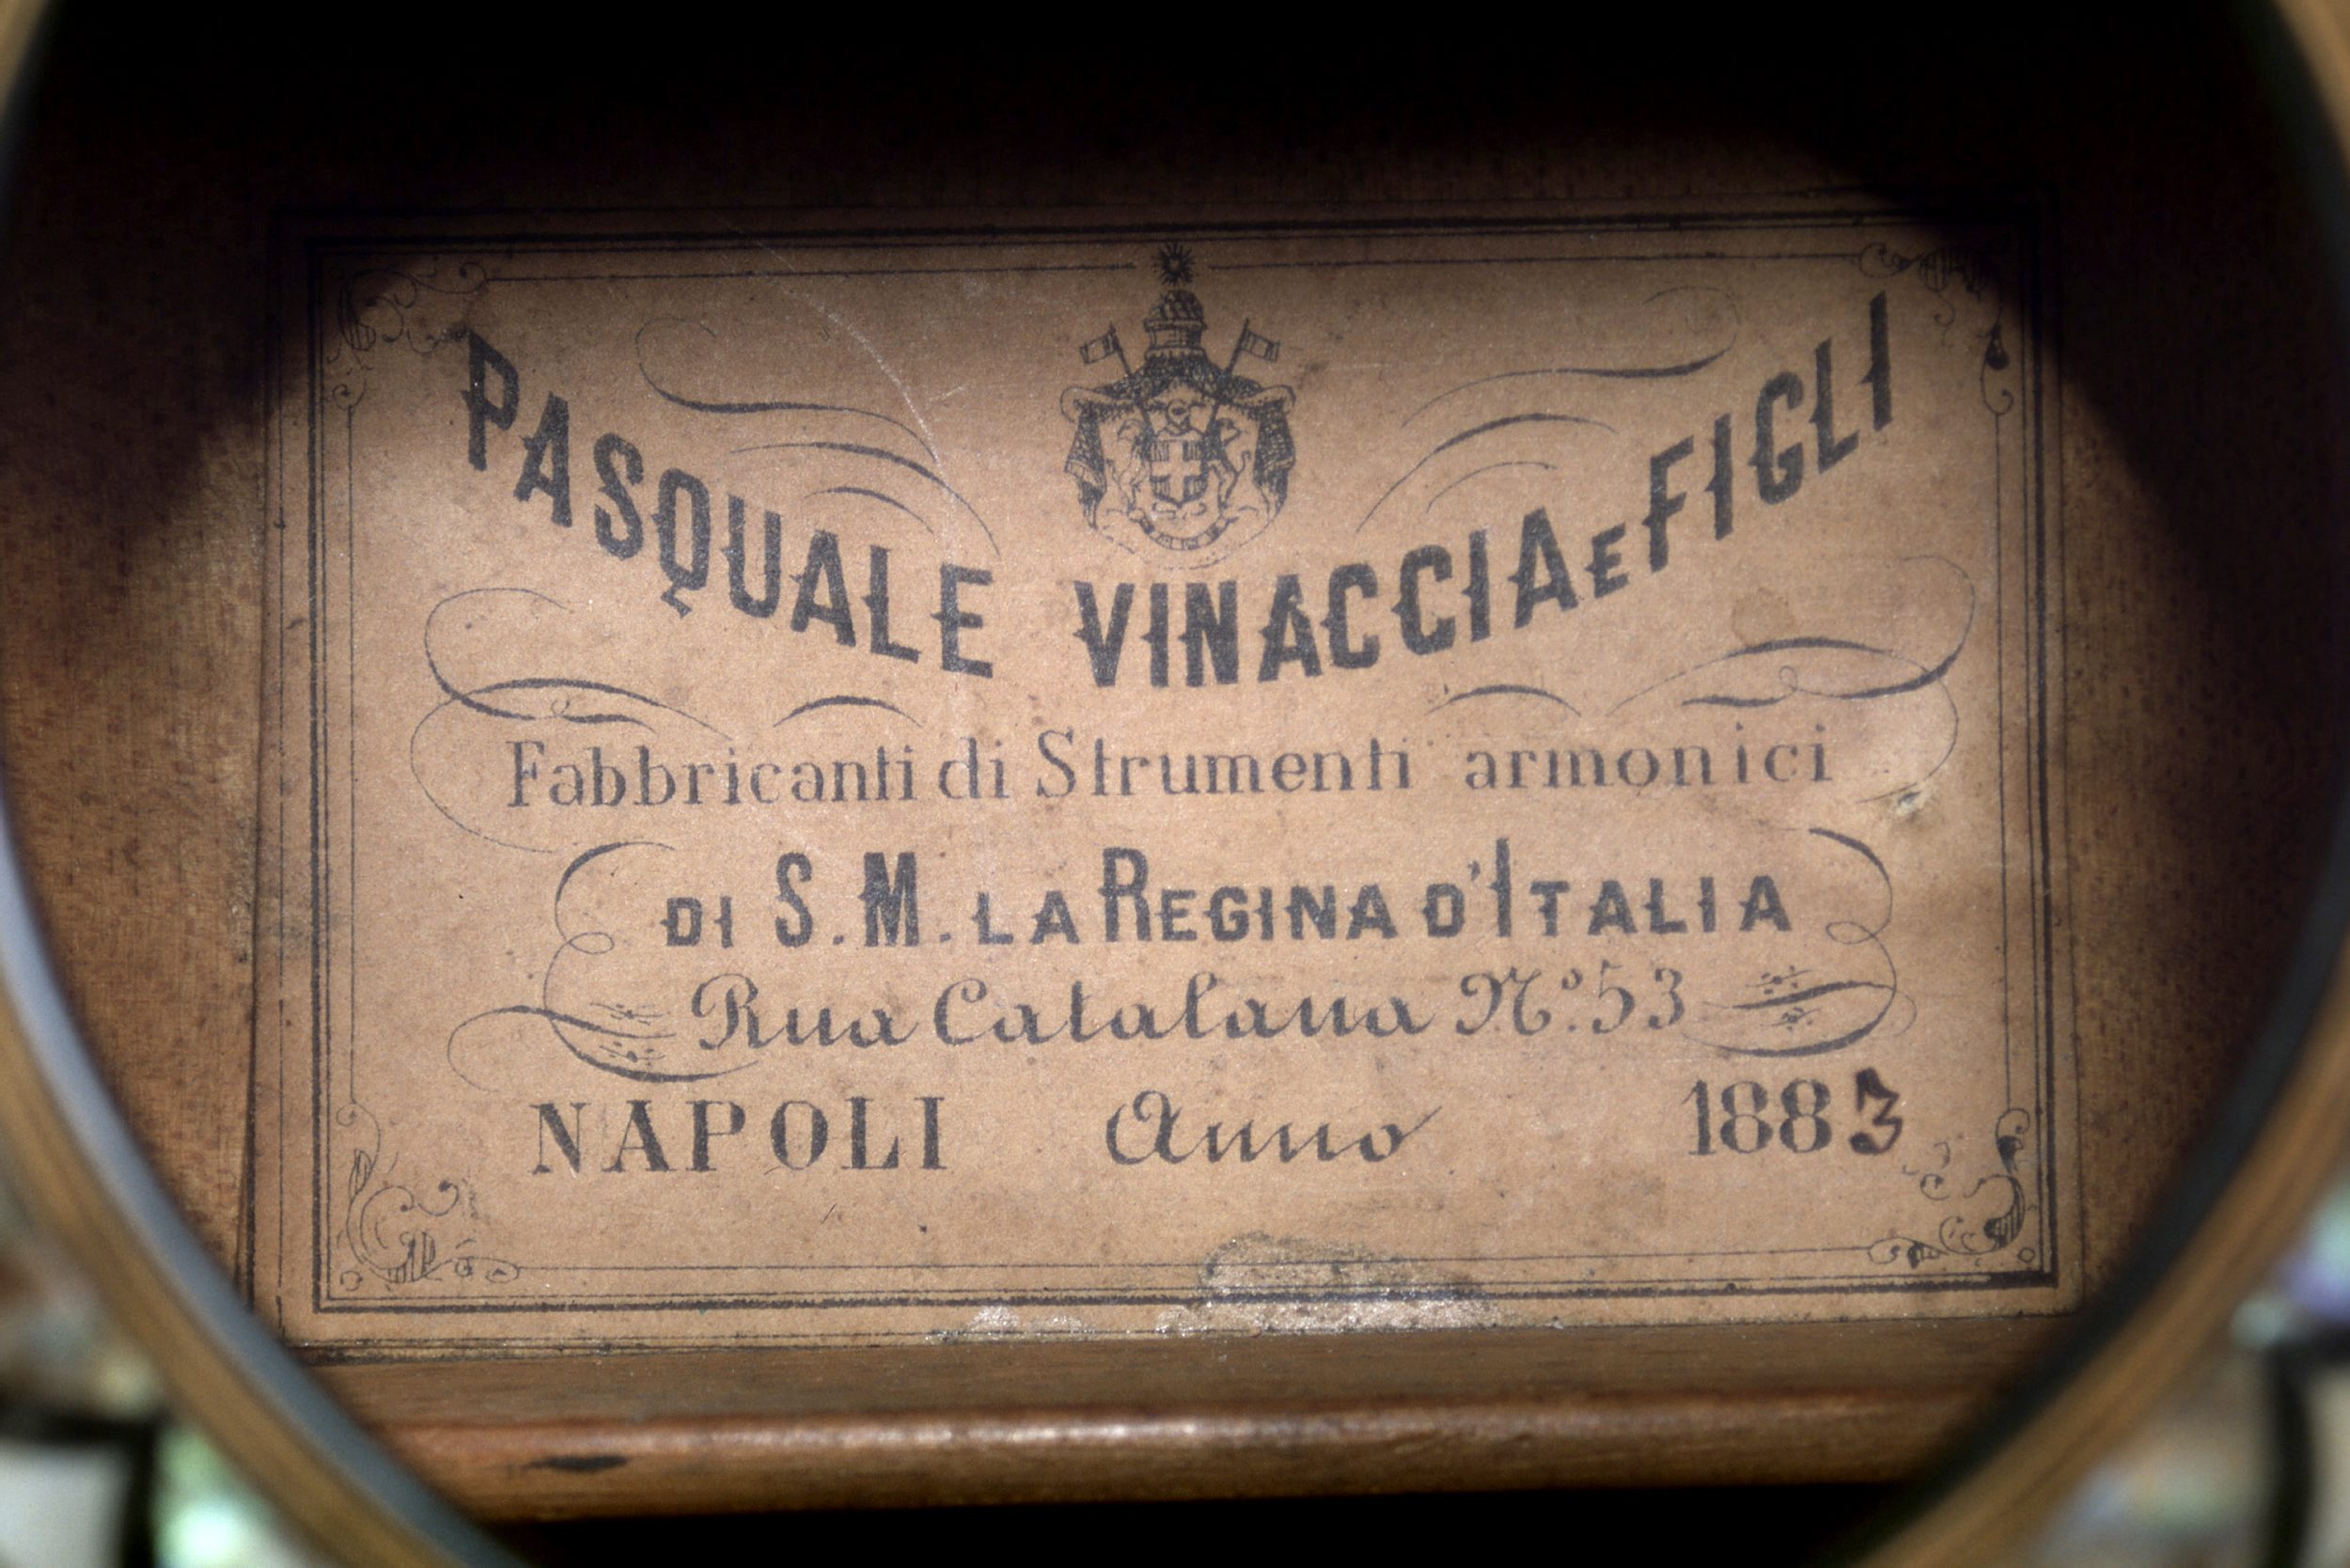 PASQUALE VINACCIA E FIGLI
Fabbricanti di Strumenti armonici
DI S. M. LA REGINA D'ITALIA
Rua Catalana N.º 53
NAPOLI Anno 1883